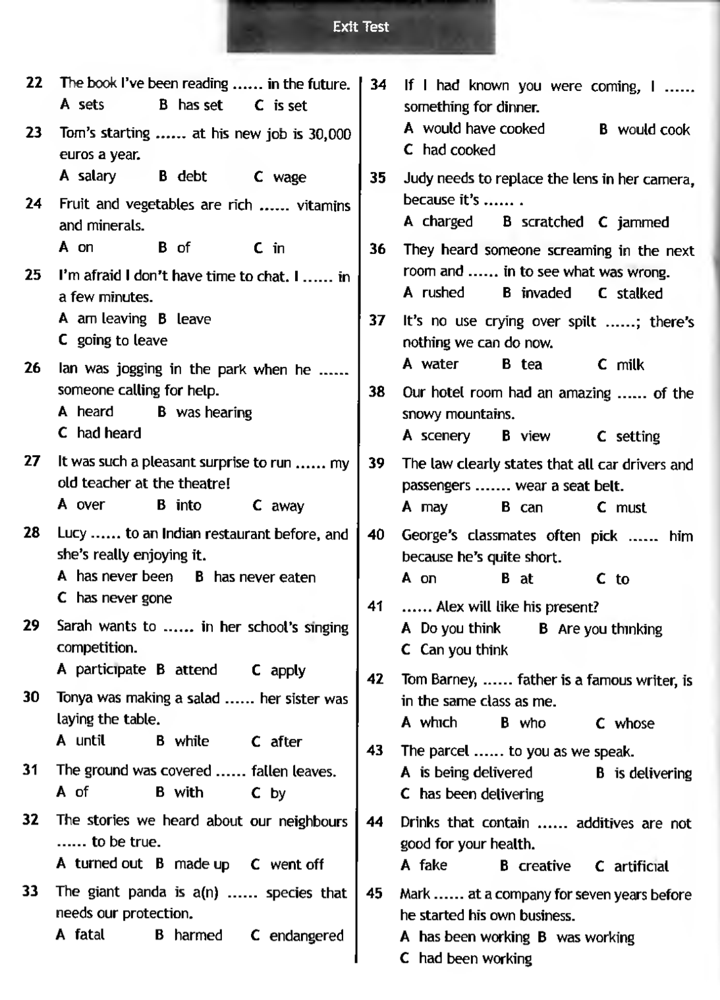 Exit Test
22 The book I've been reading ...... in the future.
A sets B has set C is set
23 Tom's starting ...... at his new job is 30,000
euros a year.
A salary B debt C wage
24 Fruit and vegetables are rich ...... vitamins
and minerals.
A on B of C in
25 I'm afraid I don't have time to chat. I ...... in
a few minutes.
A am leaving B leave
C going to leave
26 Ian was jogging in the park when he ......
someone calling for help.
A heard B was hearing
C had heard
27 It was such a pleasant surprise to run ...... my
old teacher at the theatre!
A over B into C away
28 Lucy ...... to an Indian restaurant before, and
she's really enjoying it.
A has never been B has never eaten
C has never gone
29 Sarah wants to ...... in her school's singing
competition.
A participate B attend C apply
30 Tonya was making a salad ...... her sister was
laying the table.
A until B while C after
31 The ground was covered ...... fallen leaves.
A of B with C by
32 The stories we heard about our neighbours
...... to be true.
A turned out B made up C went off
33 The giant panda is a(n) ...... species that
needs our protection.
A fatal B harmed C endangered
34 If I had known you were coming, I ......
something for dinner.
A would have cooked B would cook
C had cooked
35 Judy needs to replace the lens in her camera,
because it's ...... .
A charged B scratched C jammed
36 They heard someone screaming in the next
room and ...... in to see what was wrong.
A rushed B invaded C stalked
37 It's no use crying over spilt ......; there's
nothing we can do now.
A water B tea C milk
38 Our hotel room had an amazing ...... of the
snowy mountains.
A scenery B view C setting
39 The law clearly states that all car drivers and
passengers ....... wear a seat belt.
A may B can C must
40 George's classmates often pick ...... him
because he's quite short.
A on B at C to
41 ...... Alex will like his present?
A Do you think B Are you thinking
C Can you think
42 Tom Barney, ...... father is a famous writer, is
in the same class as me.
A which B who C whose
43 The parcel ...... to you as we speak.
A is being delivered B is delivering
C has been delivering
44 Drinks that contain ...... additives are not
good for your health.
A fake B creative C artificial
45 Mark ...... at a company for seven years before
he started his own business.
A has been working B was working
C had been working